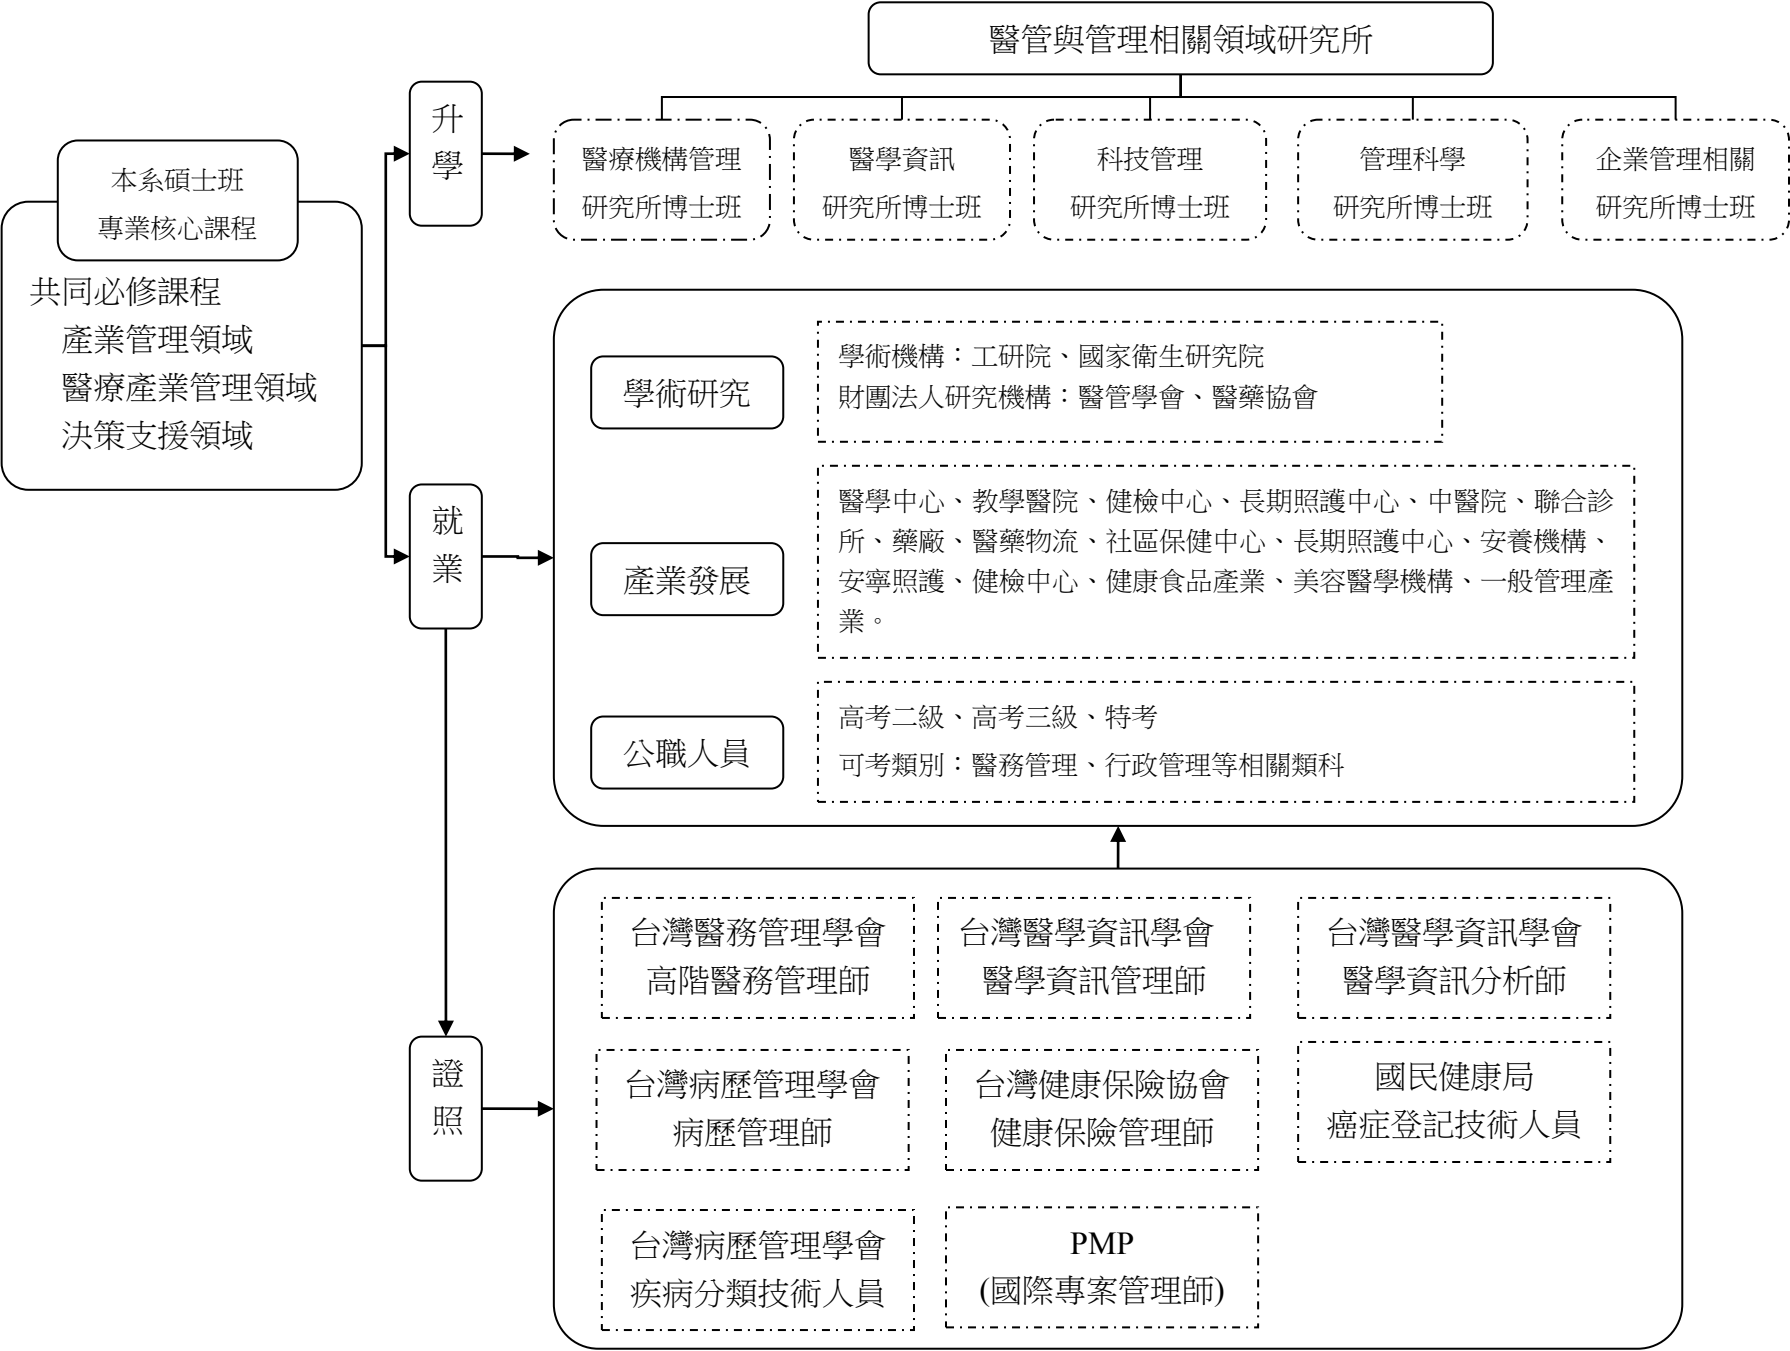 醫管與管理相關領域研究所
升
學
醫療機構管理
研究所博士班
醫學資訊
研究所博士班
科技管理
研究所博士班
管理科學
研究所博士班
企業管理相關
研究所博士班
本系碩士班
專業核心課程
共同必修課程
產業管理領域
醫療產業管理領域
決策支援領域
就
業
學術研究
學術機構：工研院、國家衛生研究院
財團法人研究機構：醫管學會、醫藥協會
產業發展
醫學中心、教學醫院、健檢中心、長期照護中心、中醫院、聯合診
所、藥廠、醫藥物流、社區保健中心、長期照護中心、安養機構、
安寧照護、健檢中心、健康食品產業、美容醫學機構、一般管理產
業。
公職人員
高考二級、高考三級、特考
可考類別：醫務管理、行政管理等相關類科
證
照
台灣醫務管理學會
高階醫務管理師
台灣醫學資訊學會
醫學資訊管理師
台灣醫學資訊學會
醫學資訊分析師
台灣病歷管理學會
病歷管理師
台灣健康保險協會
健康保險管理師
國民健康局
癌症登記技術人員
台灣病歷管理學會
疾病分類技術人員
PMP
(國際專案管理師)